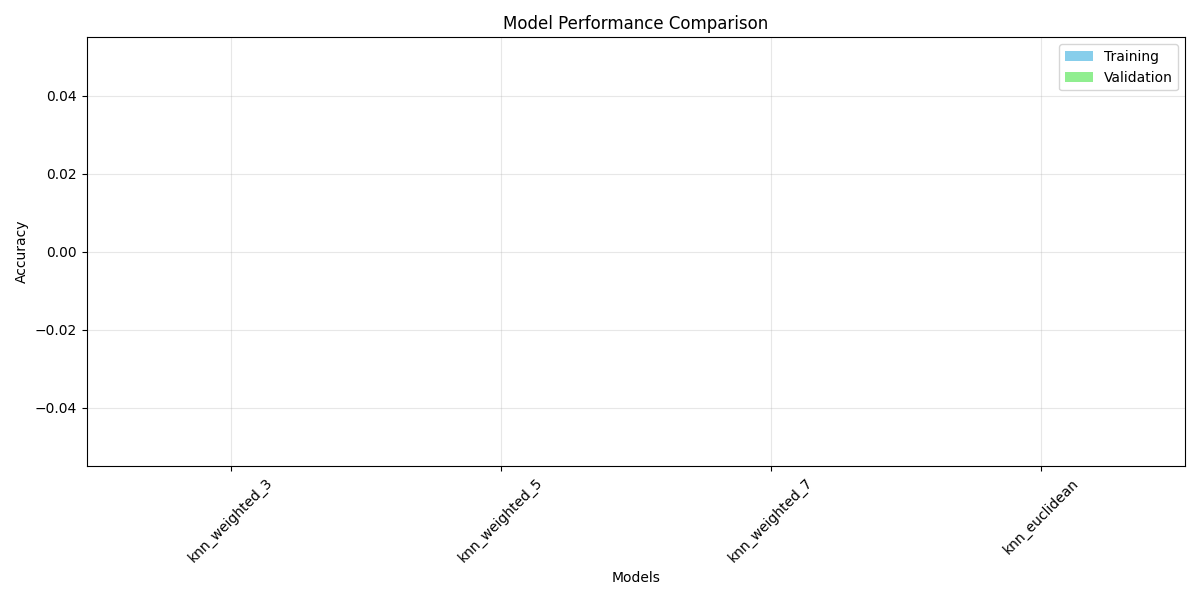 Model Performance Comparison
Training
Validation
0.04
0.02
0.00
−0.02
−0.04
Accuracy
knn_weighted_3
knn_weighted_5
knn_weighted_7
knn_euclidean
Models